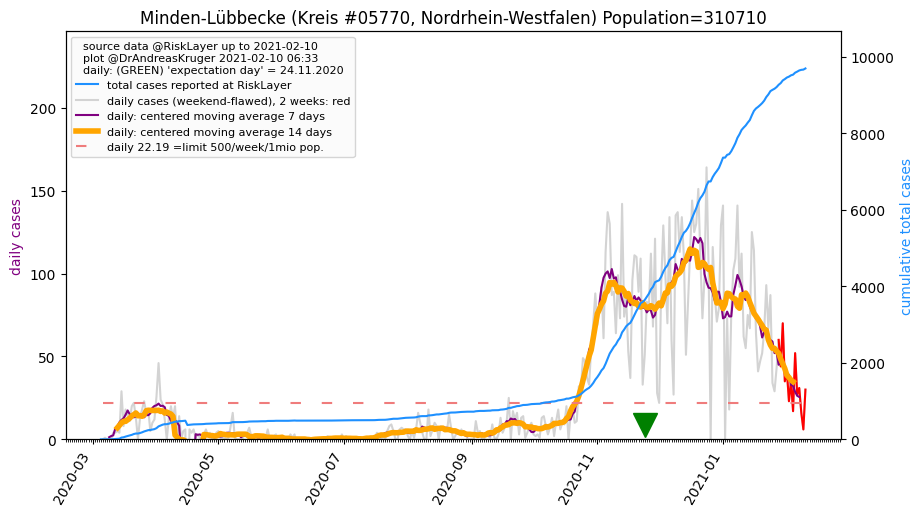 Minden-Lübbecke (Kreis #05770, Nordrhein-Westfalen) Population=310710
source data @RiskLayer up to 2021-02-10
plot @DrAndreasKruger 2021-02-10 06:33
daily: (GREEN) 'expectation day' = 24.11.2020
total cases reported at RiskLayer
daily cases (weekend-flawed), 2 weeks: red
daily: centered moving average 7 days
daily: centered moving average 14 days
daily 22.19 =limit 500/week/1mio pop.
daily cases
200
150
100
50
0
10000
8000
6000
4000
2000
0
cumulative total cases
2020-03
2020-05
2020-07
2020-09
2020-11
2021-01